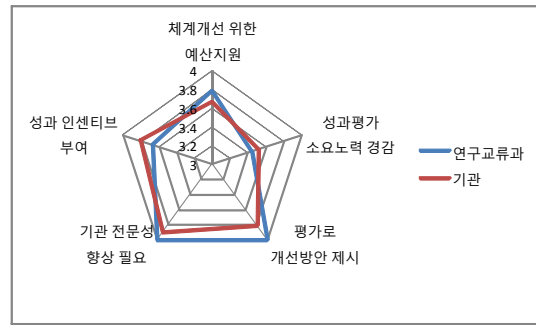 체계개선 위한
예산지원
4
3.8
3.6
3.4
3.2
3
성과평가
소요노력 경감
평가로
개선방안 제시
기관 전문성
향상 필요
성과 인센티브
부여
연구교류과
기관